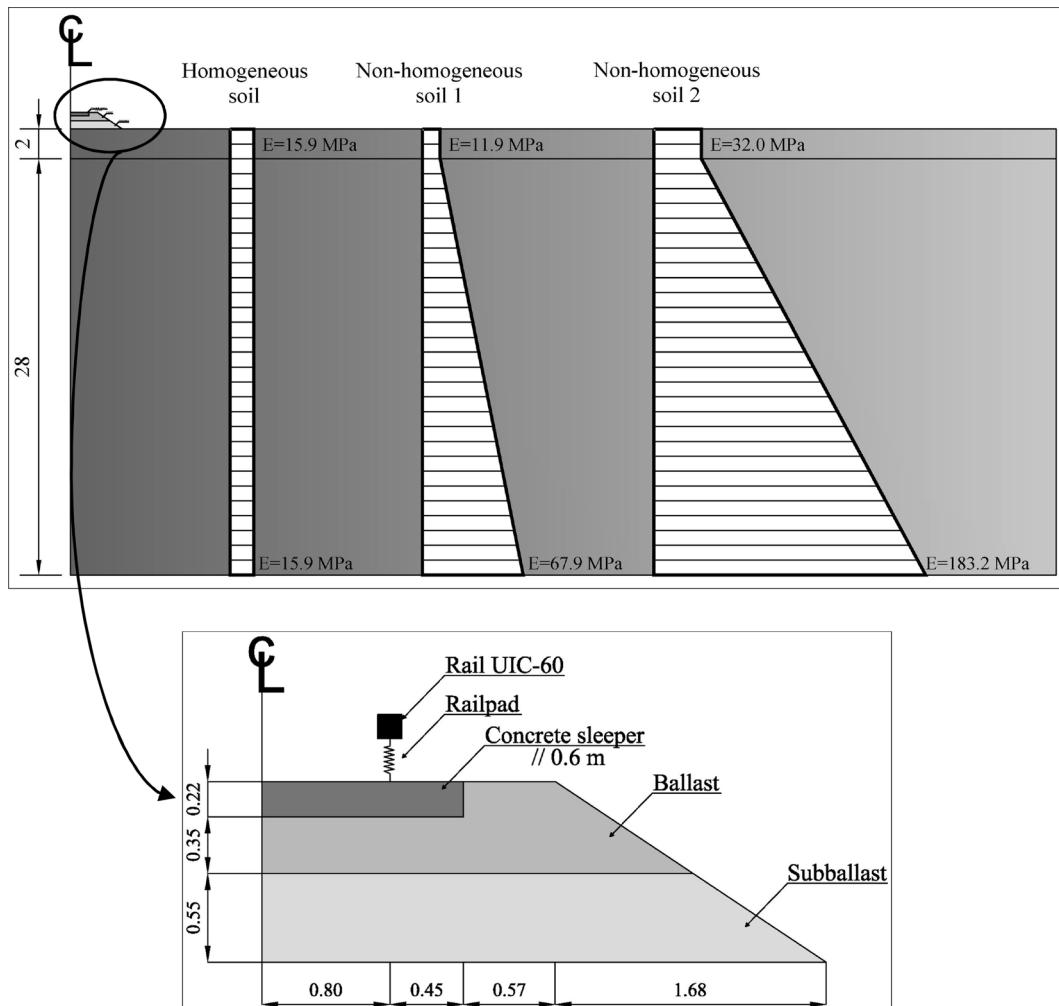 CL
Homogeneous
soil
Non-homogeneous
soil 1
Non-homogeneous
soil 2
2
E=15.9 MPa
E=11.9 MPa
E=32.0 MPa
28
E=15.9 MPa
E=67.9 MPa
E=183.2 MPa
CL
Rail UIC-60
Railpad
Concrete sleeper
// 0.6 m
0.22
Ballast
0.35
Subballast
0.55
0.80
0.45
0.57
1.68